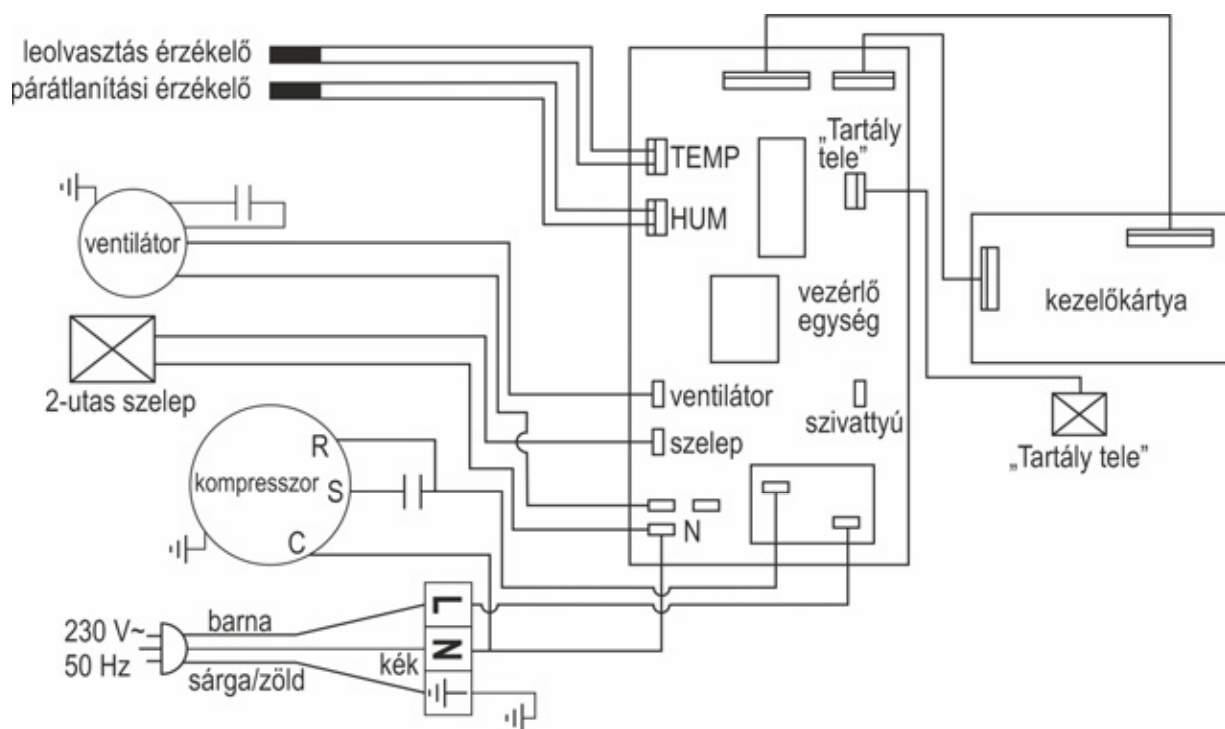 leolvasztás érzékelő
párátlanítási érzékelő
„Tartály
tele”
TEMP
HUM
ventilátor
vezérlő
egység
kezelőkártya
2-utas szelep
ventilátor
szivattyú
szelep
„Tartály tele”
R
kompresszor
S
C
N
L
barna
230 V~
50 Hz
N
kék
sárga/zöld